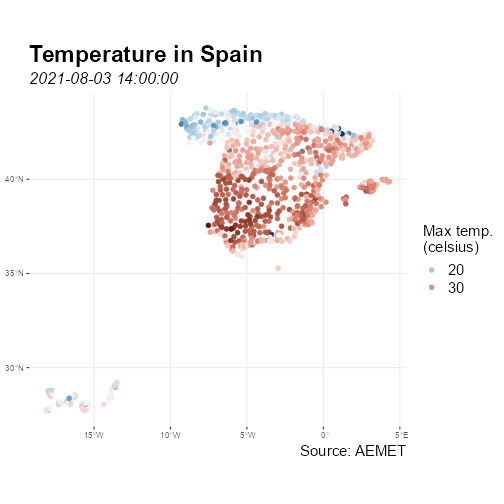 Temperature in Spain
2021-08-03 14:00:00
40°N
35°N
30°N
15°W
10°W
5°W
0°
5°E
Max temp.
(celsius)
20
30
Source: AEMET